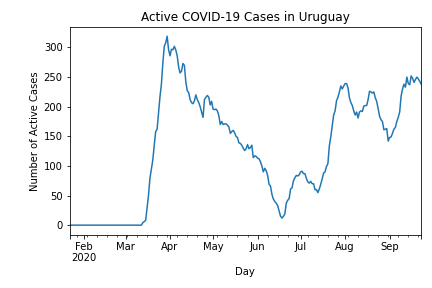 Active COVID-19 Cases in Uruguay
Number of Active Cases
300
250
200
150
100
50
0
Feb Mar Apr May Jun Jul Aug Sep
2020
Day